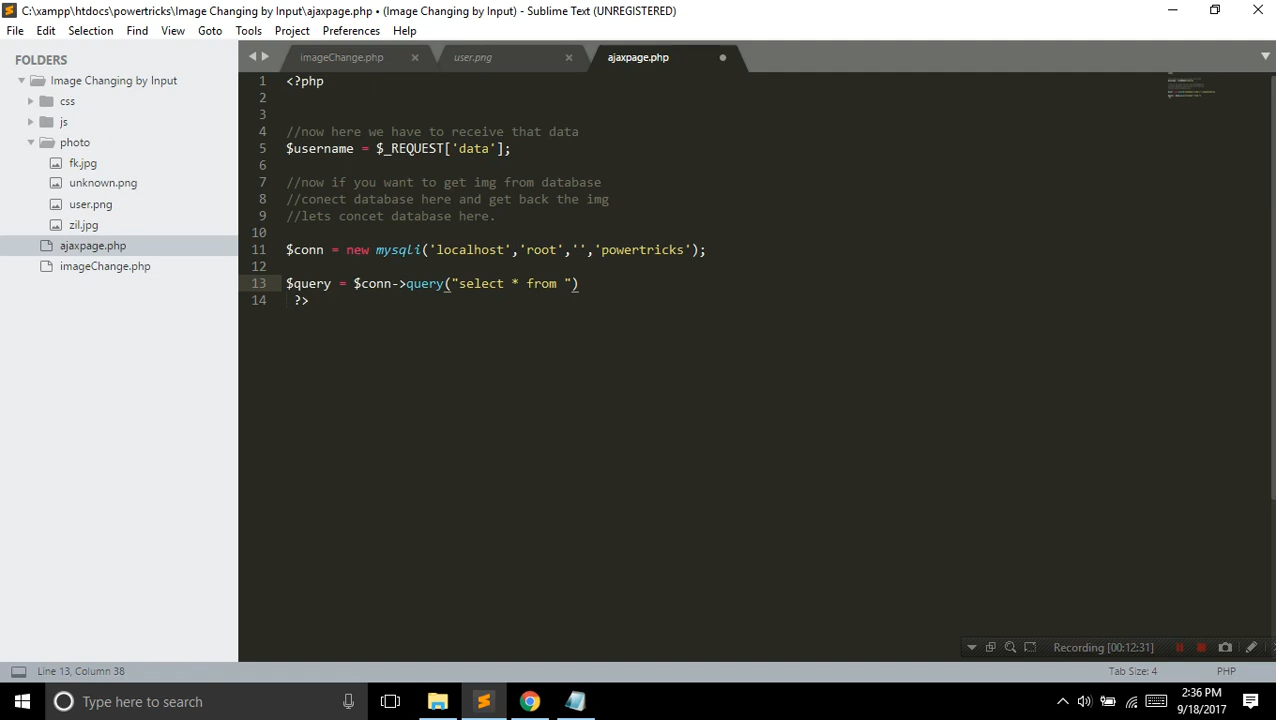 C:\xampp\htdocs\powertricks\Image Changing by Input\ajaxpage.php • (Image Changing by Input) - Sublime Text (UNREGISTERED)
File Edit Selection Find View Goto Tools Project Preferences Help
FOLDERS
Image Changing by Input
css
js
photo
fk.jpg
unknown.png
user.png
zil.jpg
ajaxpage.php
imageChange.php
imageChange.php user.png ajaxpage.php
1 <?php
2
3
4 //now here we have to receive that data
5 $username = $_REQUEST['data'];
6
7 //now if you want to get img from database
8 //conect database here and get back the img
9 //lets concet database here.
10
11 $conn = new mysqli('localhost','root','','powertricks');
12
13 $query = $conn->query("select * from ")
14 ?>
Recording [00:12:31]
Line 13, Column 38 Tab Size: 4 PHP
Type here to search
2:36 PM
9/18/2017